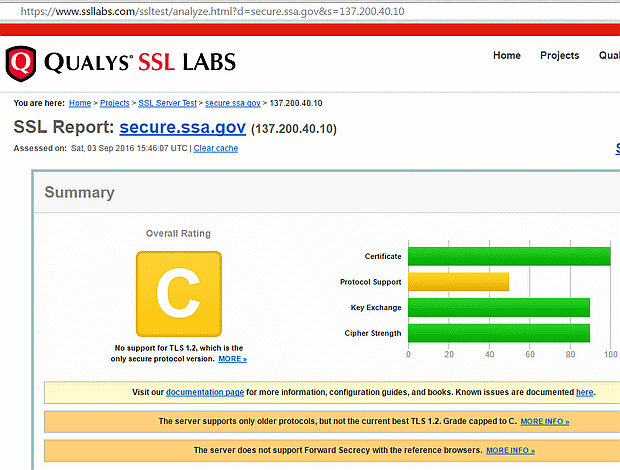 https://www.ssllabs.com/ssltest/analyze.html?d=secure.ssa.gov&s=137.200.40.10
QUALYS® SSL LABS
Home Projects Qual
You are here: Home > Projects > SSL Server Test > secure.ssa.gov > 137.200.40.10
SSL Report: secure.ssa.gov (137.200.40.10)
Assessed on: Sat, 03 Sep 2016 15:46:07 UTC | Clear cache
S
Summary
Overall Rating
C
No support for TLS 1.2, which is the
only secure protocol version. MORE »
Certificate
Protocol Support
Key Exchange
Cipher Strength
0 20 40 60 80 100
Visit our documentation page for more information, configuration guides, and books. Known issues are documented here.
The server supports only older protocols, but not the current best TLS 1.2. Grade capped to C. MORE INFO »
The server does not support Forward Secrecy with the reference browsers. MORE INFO »